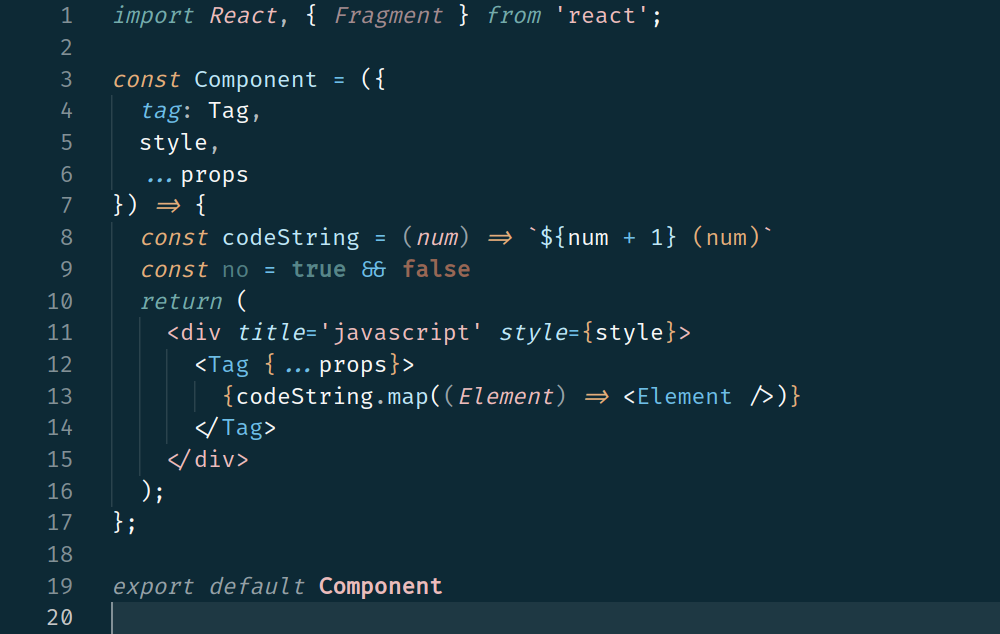 1 import React, { Fragment } from 'react';
2
3 const Component = ({
4 tag: Tag,
5 style,
6 ...props
7 }) => {
8 const codeString = (num) => `${num + 1} (num)`
9 const no = true && false
10 return (
11 <div title='javascript' style={style}>
12 <Tag {...props}>
13 {codeString.map((Element) => <Element />)}
14 </Tag>
15 </div>
16 );
17 };
18
19 export default Component
20